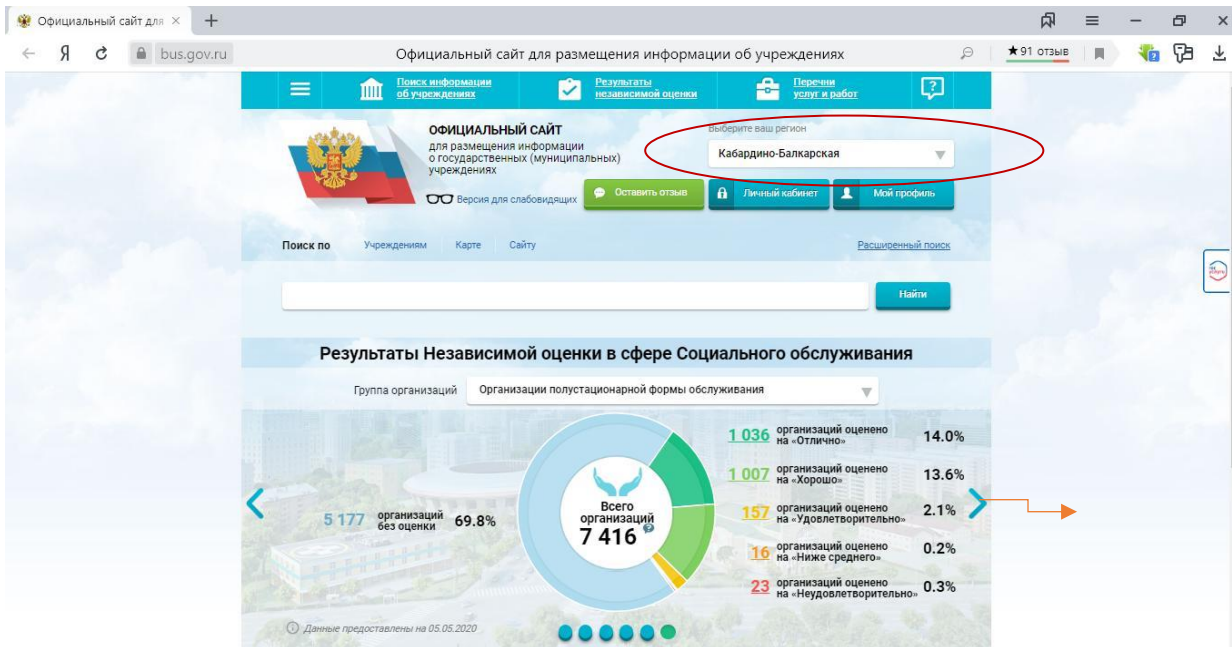 Официальный сайт для
bus.gov.ru
Официальный сайт для размещения информации об учреждениях
★91 отзыв
Поиск информации
об учреждениях
Результаты
независимой оценки
Перечни
услуг и работ
ОФИЦИАЛЬНЫЙ САЙТ
для размещения информации
о государственных (муниципальных)
учреждениях
Версия для слабовидящих
Выберите ваш регион
Кабардино-Балкарская
Оставить отзыв
Личный кабинет
Мой профиль
Поиск по
Учреждениям
Карте
Сайту
Расширенный поиск
Найти
Результаты Независимой оценки в сфере Социального обслуживания
Группа организаций
Организации полустационарной формы обслуживания
5 177
организаций
без оценки
69.8%
Всего
организаций
7 416
1 036
организаций оценено
на «Отлично»
14.0%
1 007
организаций оценено
на «Хорошо»
13.6%
157
организаций оценено
на «Удовлетворительно»
2.1%
16
организаций оценено
на «Ниже среднего»
0.2%
23
организаций оценено
на «Неудовлетворительно»
0.3%
Данные предоставлены на 05.05.2020